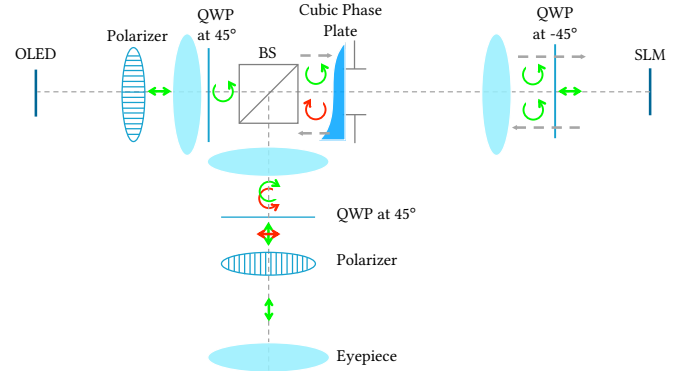 OLED
Polarizer
QWP
at 45°
BS
Cubic Phase
Plate
QWP
at -45°
SLM
QWP at 45°
Polarizer
Eyepiece